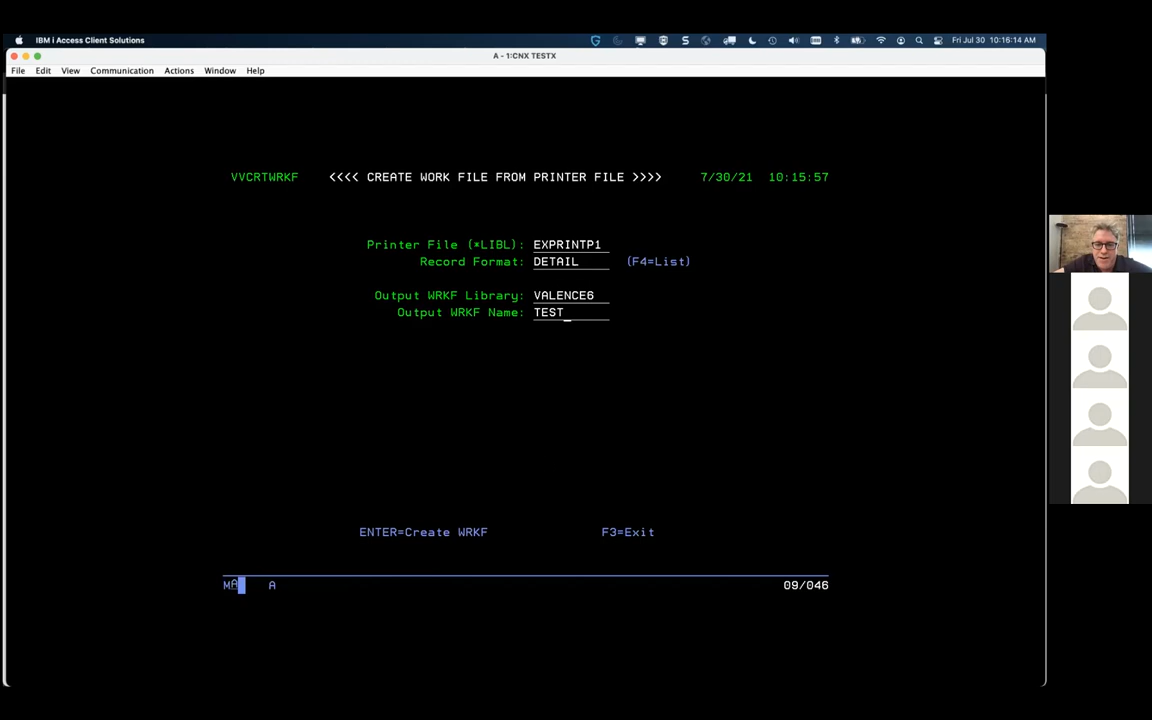 IBM i Access Client Solutions
Fri Jul 30 10:16:14 AM
A - 1:CNX TESTX
File Edit View Communication Actions Window Help
VVCRTWRKF <<<< CREATE WORK FILE FROM PRINTER FILE >>>> 7/30/21 10:15:57
Printer File (*LIBL): EXPRINTP1
Record Format: DETAIL (F4=List)
Output WRKF Library: VALENCE6
Output WRKF Name: TEST
ENTER=Create WRKF F3=Exit
MA A 09/046